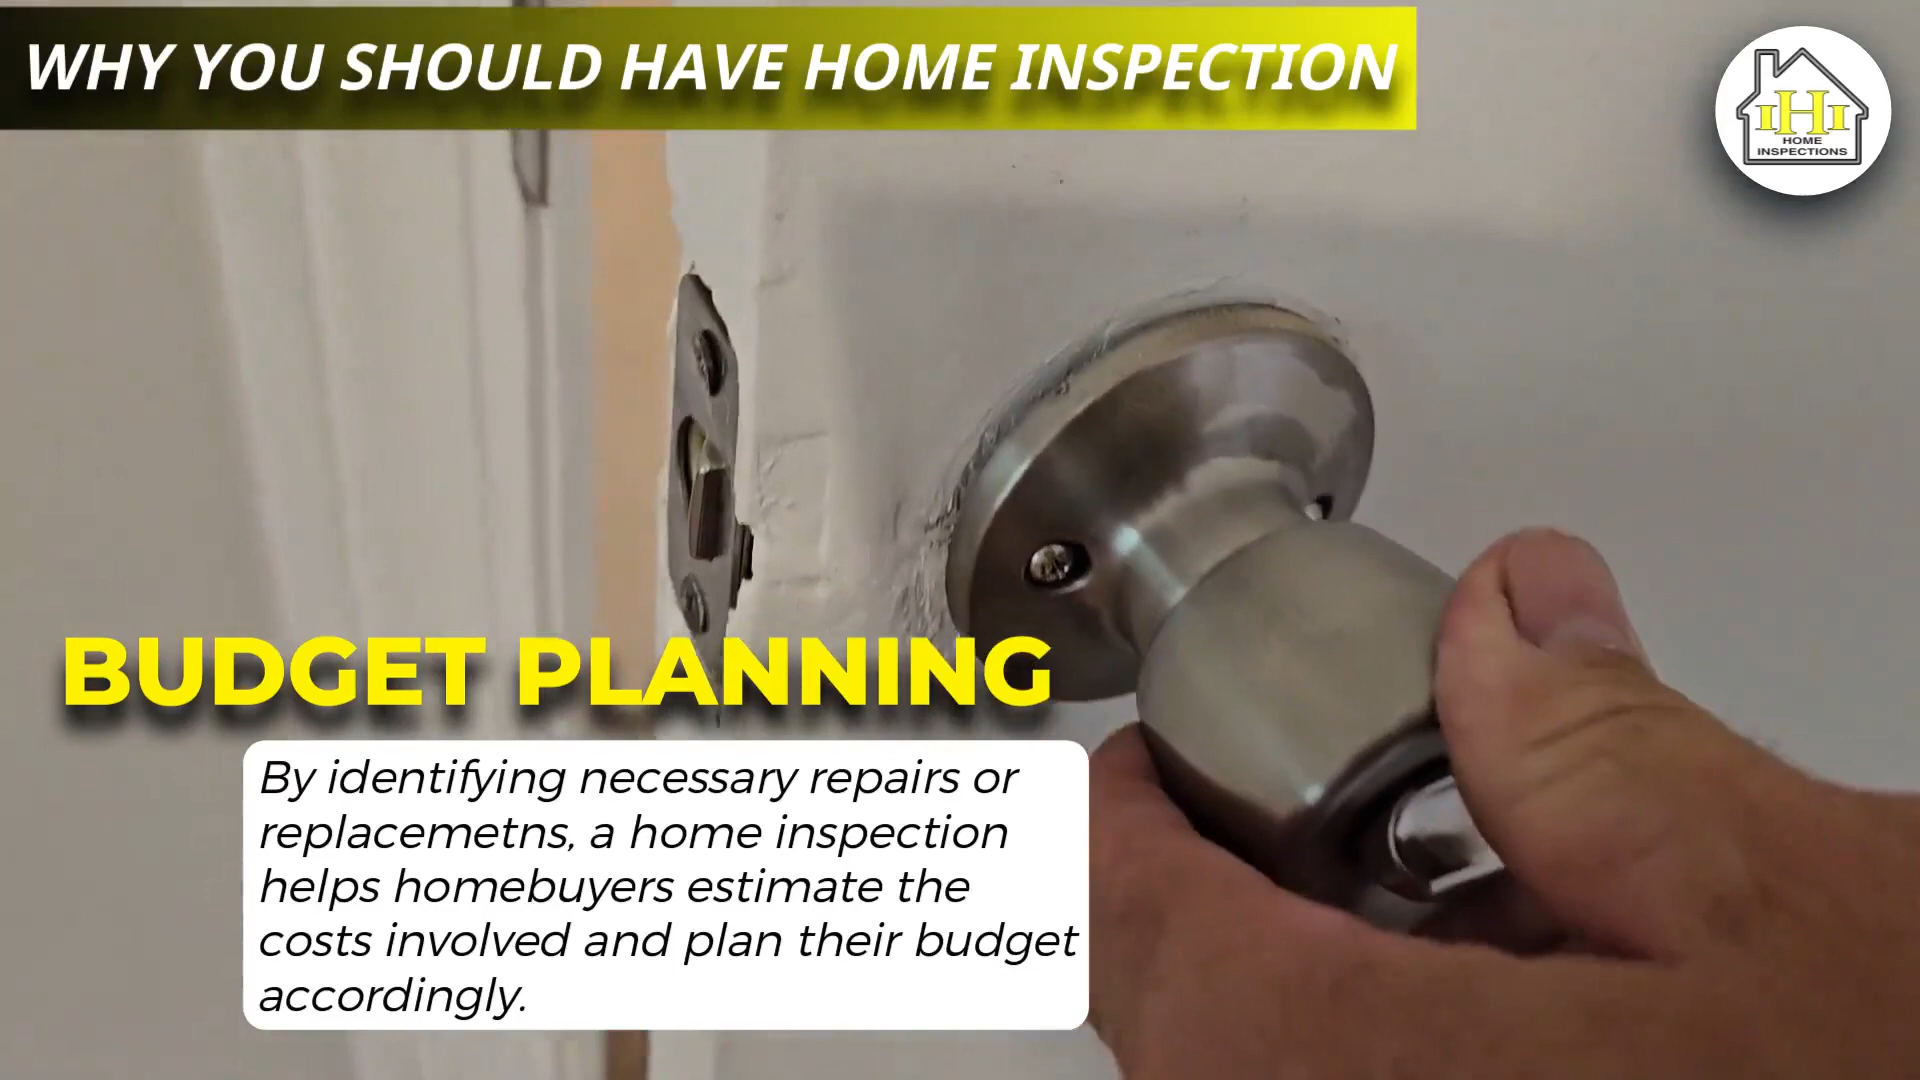 WHY YOU SHOULD HAVE HOME INSPECTION
IHI
HOME
INSPECTIONS
BUDGET PLANNING
By identifying necessary repairs or
replacemetns, a home inspection
helps homebuyers estimate the
costs involved and plan their budget
accordingly.